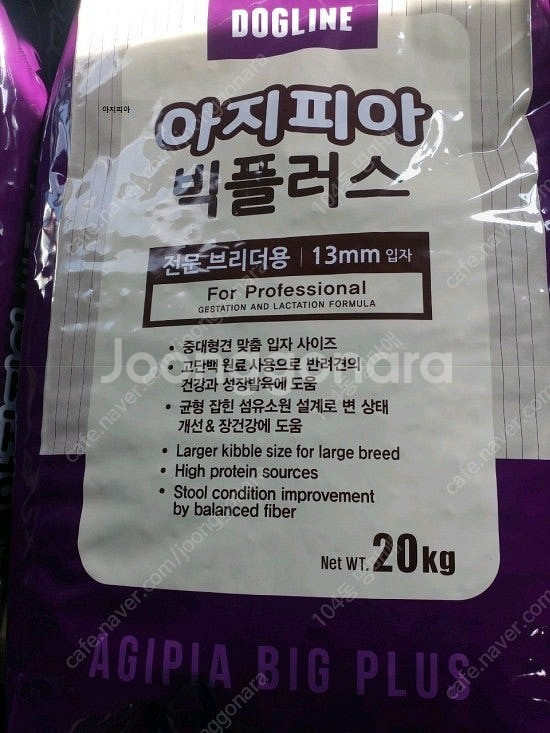 DOGLINE
아지피아
아지피아
빅플러스
전문 브리더용 | 13mm 입자
For Professional
GESTATION AND LACTATION FORMULA
• 중대형견 맞춤 입자 사이즈
• 고단백 원료 사용으로 반려견의
건강과 성장발육에 도움
• 균형 잡힌 섬유소원 설계로 변 상태
개선 & 장건강에 도움
• Larger kibble size for large breed
• High protein sources
• Stool condition improvement
by balanced fiber
Net WT. 20kg
AGIPIA BIG PLUS
Joonggonara
cafe.naver.com/joonggonara